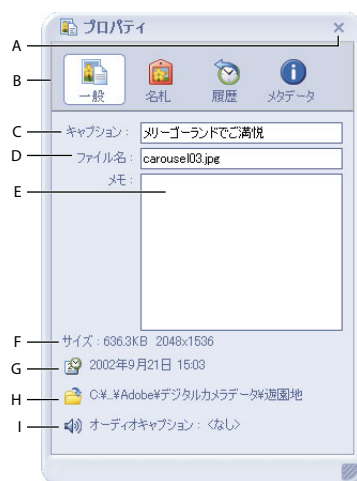 プロパティ
A
B
一般 名札 履歴 メタデータ
C キャプション： メリーゴーランドでご満悦
D ファイル名： carousel03.jpg
メモ：
E
F サイズ：636.3KB 2048x1536
G 2002年9月21日 15:03
H C:¥...¥Adobe¥デジタルカメラデータ¥遊園地
I オーディオキャプション：〈なし〉